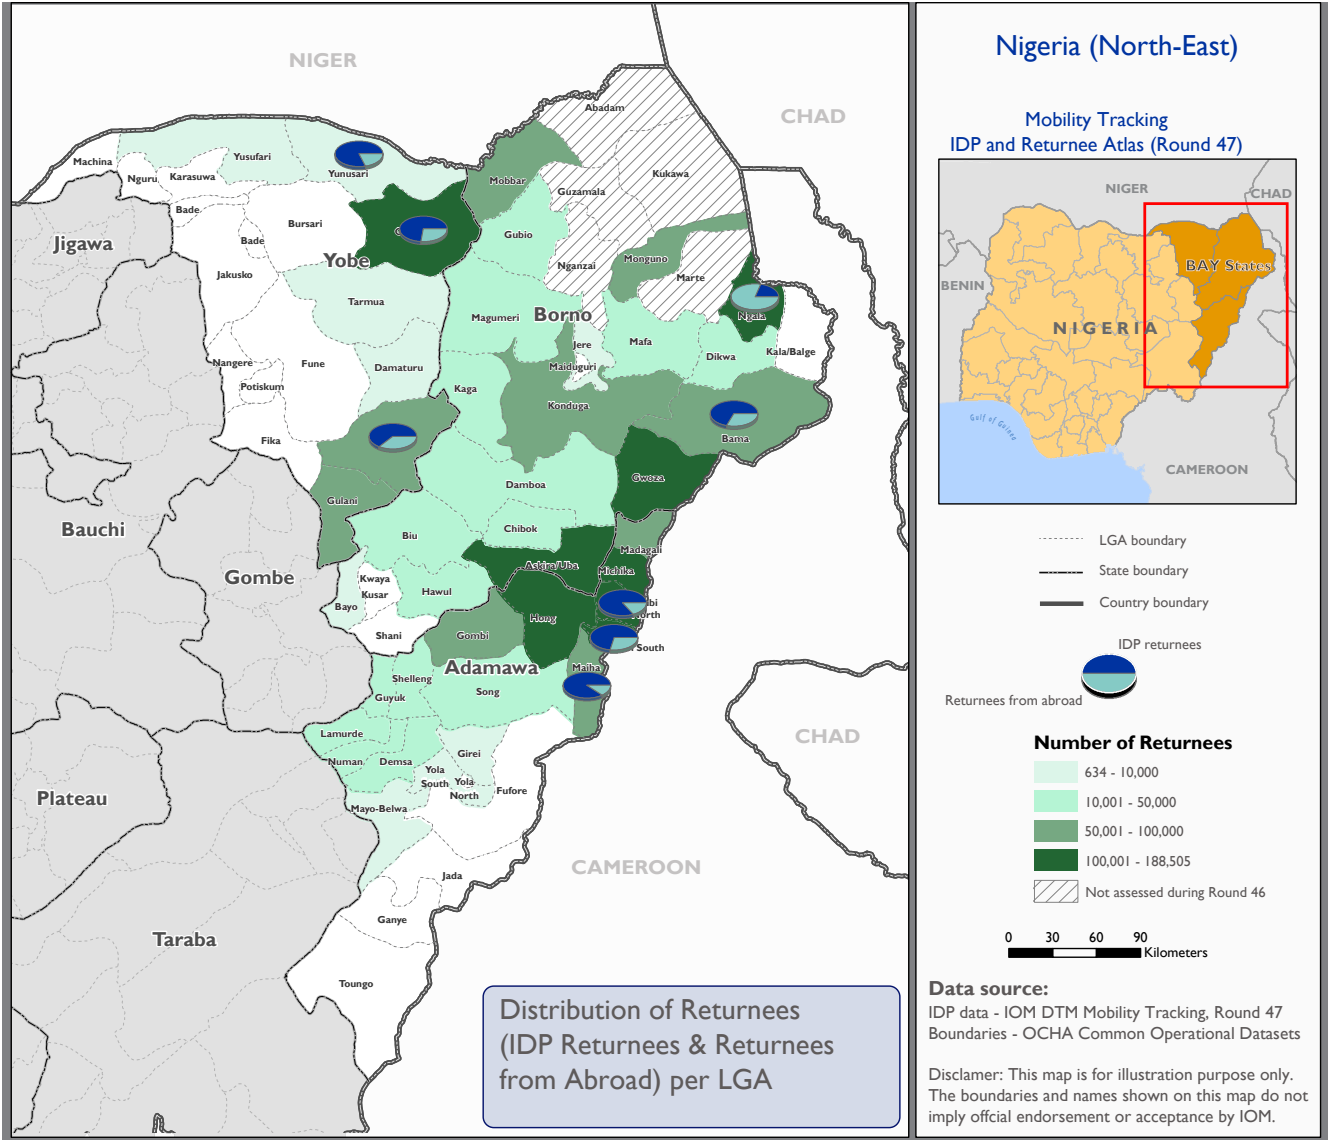 NIGER
CHAD
Abadam
Machina
Yusufari
Yunusari
Nguru
Karasuwa
Mobbar
Kukawa
Guzamala
Bade
Bursari
Gubio
Jigawa
Bade
Yobe
Monguno
Nganzai
Jakusko
Marte
Tarmua
Magumeri
Borno
Ngala
Jere
Mafa
Dikwa
Kala/Balge
Nangere
Fune
Damaturu
Maiduguri
Potiskum
Kaga
Konduga
Bama
Fika
Gwoza
Damboa
Gulani
Bauchi
Biu
Chibok
Madagali
Askira/Uba
Michika
Gombe
Kwaya
Kusar
Hawul
Bayo
bi
orth
Hong
Shani
Gombi
South
Adamawa
Maiha
Shelleng
Guyuk
Song
Lamurde
CHAD
Numan
Demsa
Girei
Yola
South
Yola
North
Fufore
Plateau
Mayo-Belwa
CAMEROON
Jada
Ganye
Taraba
Toungo
Distribution of Returnees
(IDP Returnees & Returnees
from Abroad) per LGA
Nigeria (North-East)
Mobility Tracking
IDP and Returnee Atlas (Round 47)
NIGER
CHAD
BAY States
BENIN
NIGERIA
Gulf of Guinea
CAMEROON
LGA boundary
State boundary
Country boundary
IDP returnees
Returnees from abroad
Number of Returnees
634 - 10,000
10,001 - 50,000
50,001 - 100,000
100,001 - 188,505
Not assessed during Round 46
0 30 60 90
Kilometers
Data source:
IDP data - IOM DTM Mobility Tracking, Round 47
Boundaries - OCHA Common Operational Datasets
Disclamer: This map is for illustration purpose only.
The boundaries and names shown on this map do not
imply offcial endorsement or acceptance by IOM.